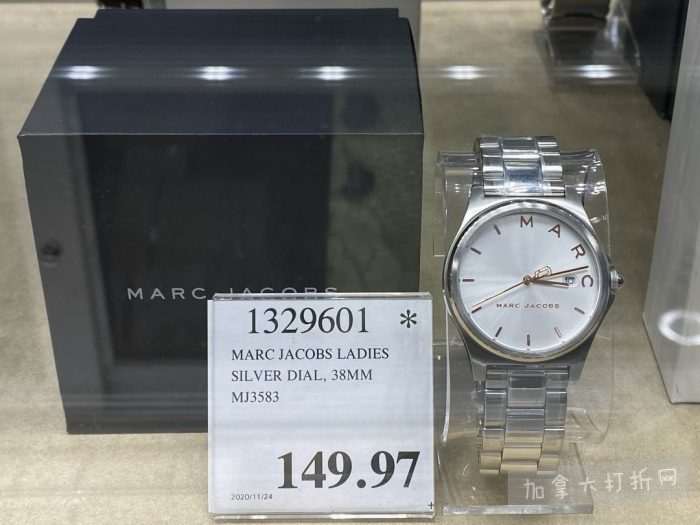 MARC JACOBS
MARC
MARC JACOBS
1329601 *
MARC JACOBS LADIES
SILVER DIAL, 38MM
MJ3583
149.97
2020/11/24
加拿大打折网